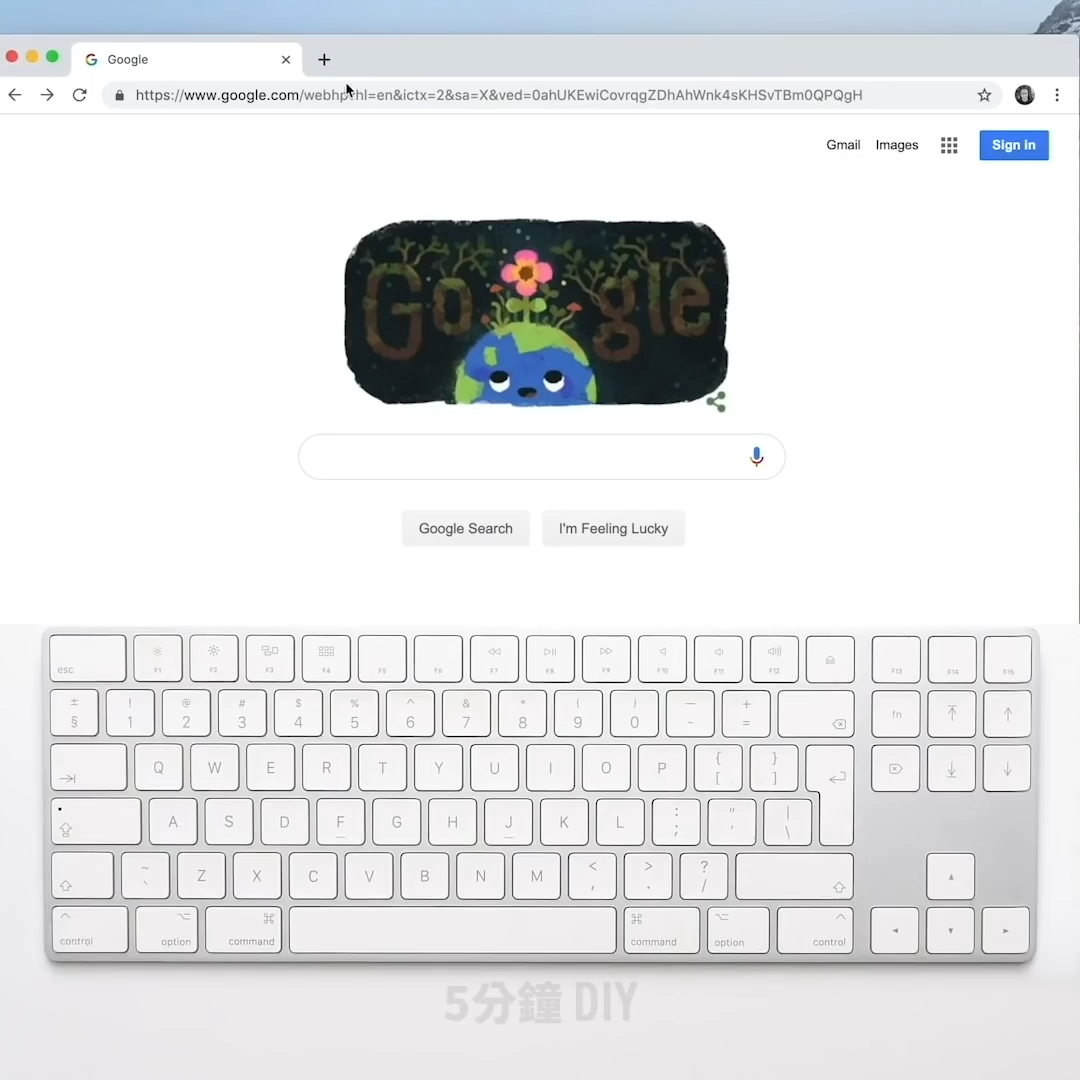 Google
https://www.google.com/webhp?hl=en&ictx=2&sa=X&ved=0ahUKEwiCovrqgZDhAhWnk4sKHSvTBm0QPQgH
Gmail Images Sign in
Google
Google Search I'm Feeling Lucky
esc F1 F2 F3 F4 F5 F6 F7 F8 F9 F10 F11 F12 F13 F14 F15
± ! @ # $ % ^ & * ( ) — +
§ 1 2 3 4 5 6 7 8 9 0 - = fn
Q W E R T Y U I O P { [ } ]
A S D F G H J K L : ; " ' | \
~ ` Z X C V B N M < , > . ? /
control option command command option control
5分鐘 DIY